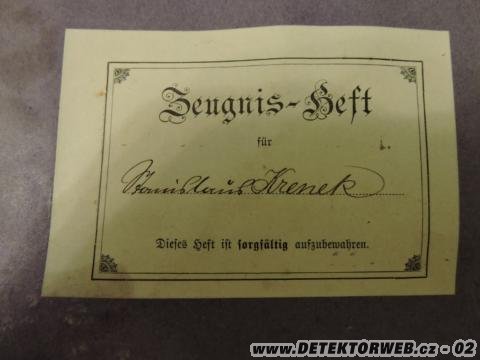 Zeugnis-Heft
für
Stanislaus Krenek
Dieses Heft ist sorgfältig aufzubewahren.
www.DETEKTORWEB.cz - 02